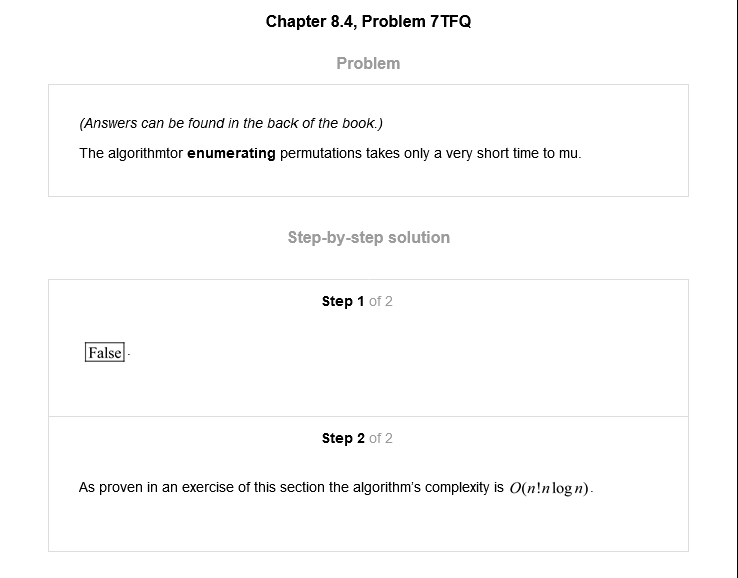 Chapter 8.4, Problem 7TFQ
Problem
(Answers can be found in the back of the book.)
The algorithmtor enumerating permutations takes only a very short time to mu.
Step-by-step solution
Step 1 of 2
False.
Step 2 of 2
As proven in an exercise of this section the algorithm's complexity is O(n!n log n).